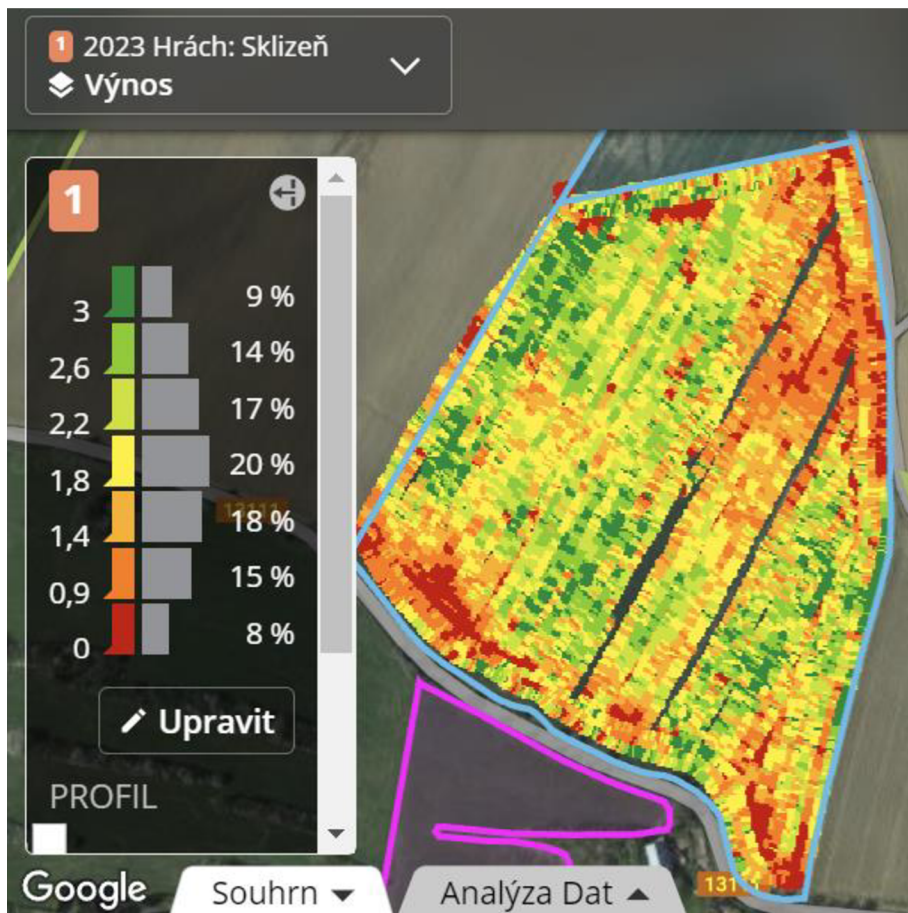 1 2023 Hrách: Sklizeň
Výnos
1
3 9 %
2,6 14 %
2,2 17 %
1,8 20 %
1,4 18 %
0,9 15 %
0 8 %
Upravit
PROFIL
Google
Souhrn
Analýza Dat